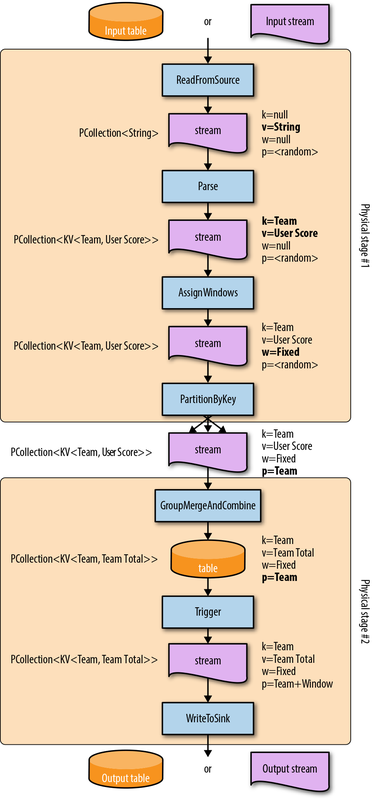 Input table
or
Input stream
ReadFromSource
PCollection<String>
stream
k=null
v=String
w=null
p=<random>
Parse
PCollection<KV<Team, User Score>>
stream
k=Team
v=User Score
w=null
p=<random>
AssignWindows
PCollection<KV<Team, User Score>>
stream
k=Team
v=User Score
w=Fixed
p=<random>
PartitionByKey
Physical stage #1
PCollection<KV<Team, User Score>>
stream
k=Team
v=User Score
w=Fixed
p=Team
GroupMergeAndCombine
PCollection<KV<Team, Team Total>>
table
k=Team
v=Team Total
w=Fixed
p=Team
Trigger
PCollection<KV<Team, Team Total>>
stream
k=Team
v=Team Total
w=Fixed
p=Team+Window
WriteToSink
Physical stage #2
Output table
or
Output stream